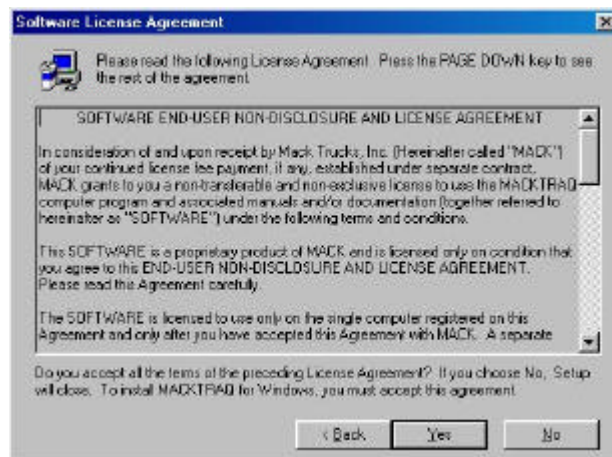 Software License Agreement
Please read the following License Agreement. Press the PAGE DOWN key to see
the rest of the agreement.
SOFTWARE END-USER NON-DISCLOSURE AND LICENSE AGREEMENT
In consideration of and upon receipt by Mack Trucks, Inc. (Hereinafter called "MACK")
of your continued license fee payment, if any, established under separate contract,
MACK grants to you a non-transferable and non-exclusive license to use the MACKTRAQ
computer program and associated manuals and/or documentation (together referred to
hereinafter as "SOFTWARE") under the following terms and conditions.
This SOFTWARE is a proprietary product of MACK and is licensed only on condition that
you agree to this END-USER NON-DISCLOSURE AND LICENSE AGREEMENT.
Please read this Agreement carefully.
The SOFTWARE is licensed to use only on the single computer registered on this
Agreement and only after you have accepted this Agreement with MACK. A separate
Do you accept all the terms of the preceding License Agreement? If you choose No, Setup
will close. To install MACKTRAQ for Windows, you must accept this agreement.
< Back
Yes
No